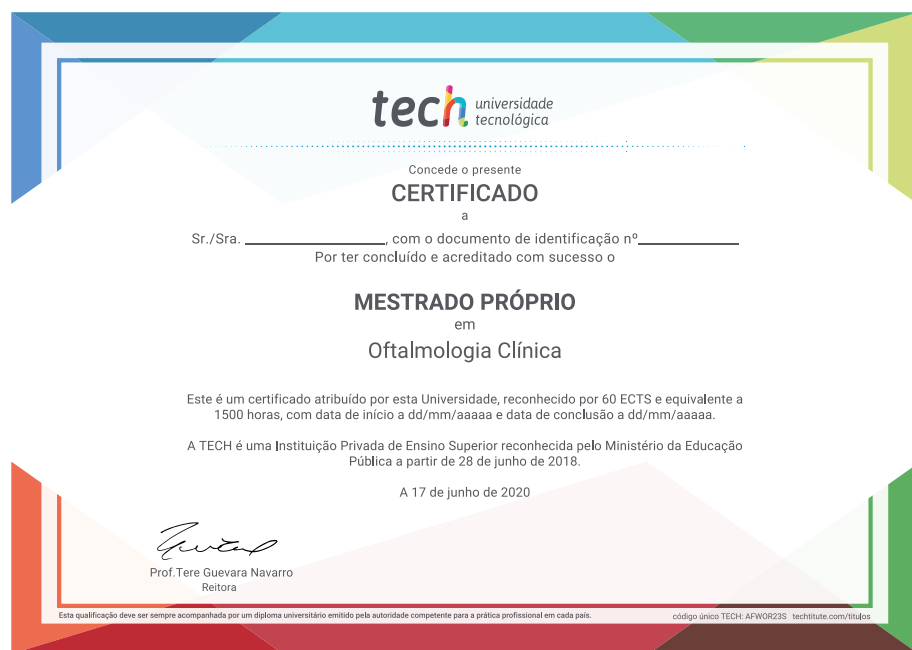 tech universidade
tecnológica
Concede o presente
CERTIFICADO
a
Sr./Sra. ___________________, com o documento de identificação nº______________
Por ter concluído e acreditado com sucesso o
MESTRADO PRÓPRIO
em
Oftalmologia Clínica
Este é um certificado atribuído por esta Universidade, reconhecido por 60 ECTS e equivalente a
1500 horas, com data de início a dd/mm/aaaaa e data de conclusão a dd/mm/aaaaa.
A TECH é uma Instituição Privada de Ensino Superior reconhecida pelo Ministério da Educação
Pública a partir de 28 de junho de 2018.
A 17 de junho de 2020
Prof.Tere Guevara Navarro
Reitora
Esta qualificação deve ser sempre acompanhada por um diploma universitário emitido pela autoridade competente para a prática profissional em cada país.
código único TECH: AFWOR23S techtitute.com/titulos